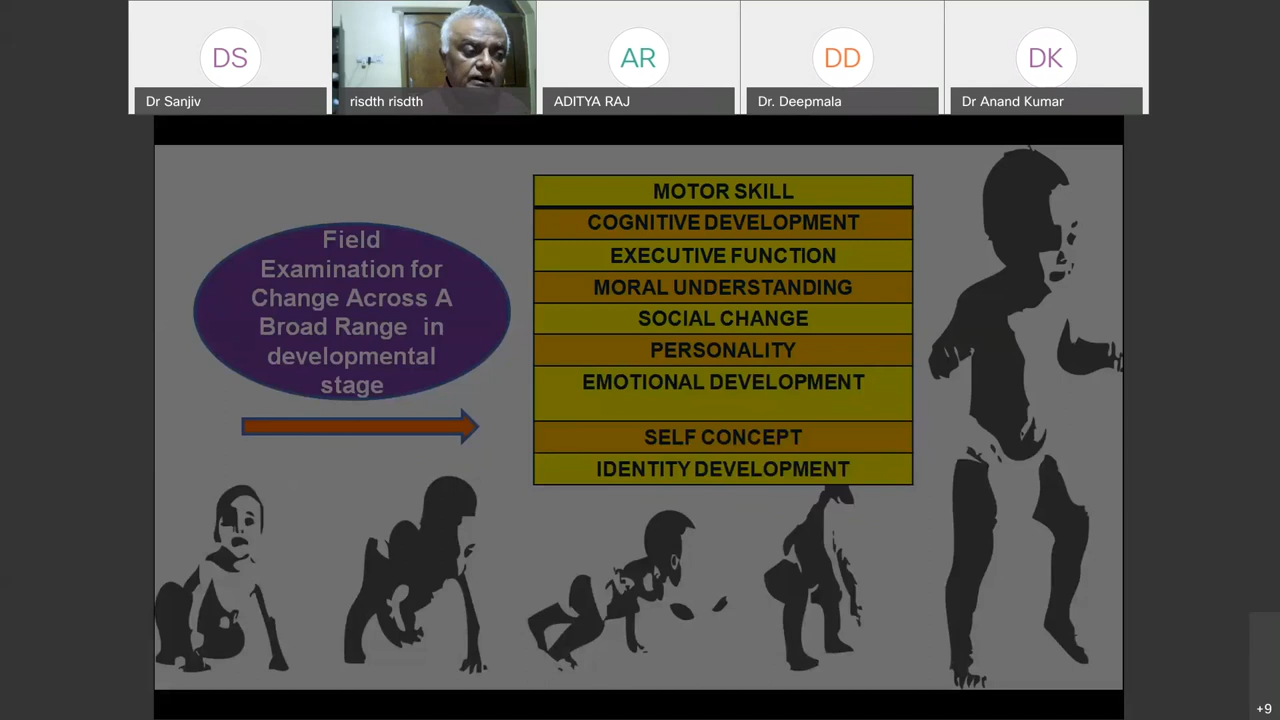 DS
AR
DD
DK
Dr Sanjiv
risdth risdth
ADITYA RAJ
Dr. Deepmala
Dr Anand Kumar
Field
Examination for
Change Across A
Broad Range in
developmental
stage
MOTOR SKILL
COGNITIVE DEVELOPMENT
EXECUTIVE FUNCTION
MORAL UNDERSTANDING
SOCIAL CHANGE
PERSONALITY
EMOTIONAL DEVELOPMENT
SELF CONCEPT
IDENTITY DEVELOPMENT
+9